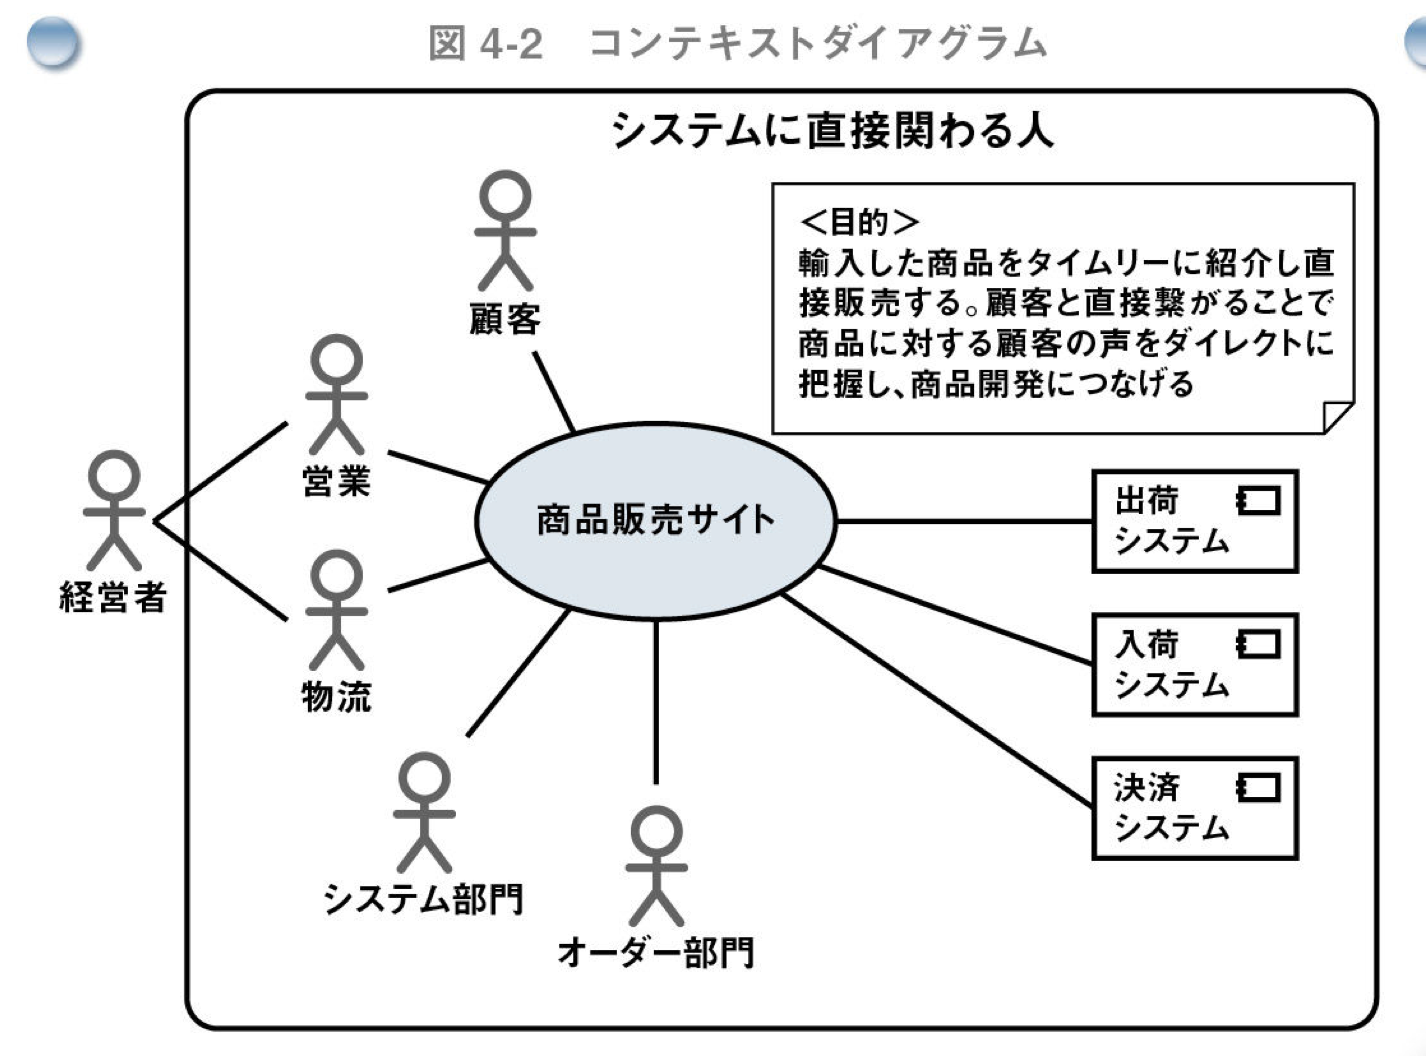 図 4-2 コンテキストダイアグラム
システムに直接関わる人
＜目的＞
輸入した商品をタイムリーに紹介し直
接販売する。顧客と直接繋がることで
商品に対する顧客の声をダイレクトに
把握し、商品開発につなげる
顧客
営業
経営者
物流
システム部門
オーダー部門
商品販売サイト
出荷
システム
入荷
システム
決済
システム